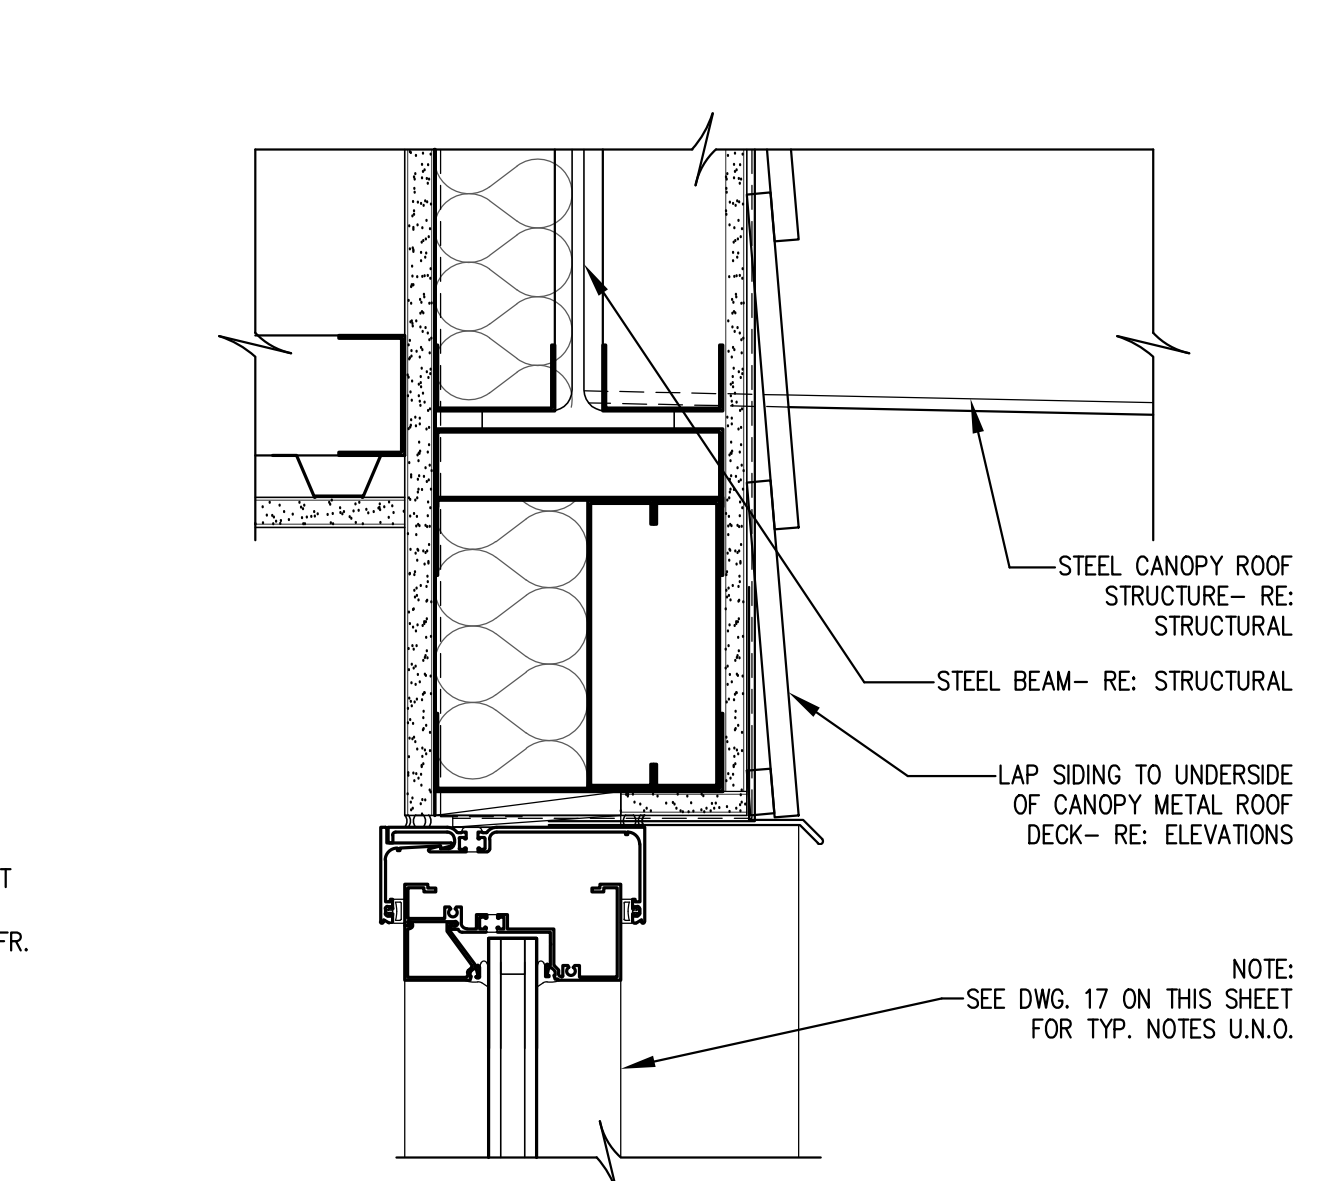 STEEL CANOPY ROOF
STRUCTURE– RE:
STRUCTURAL
STEEL BEAM– RE: STRUCTURAL
LAP SIDING TO UNDERSIDE
OF CANOPY METAL ROOF
DECK– RE: ELEVATIONS
T
FR.
NOTE:
SEE DWG. 17 ON THIS SHEET
FOR TYP. NOTES U.N.O.